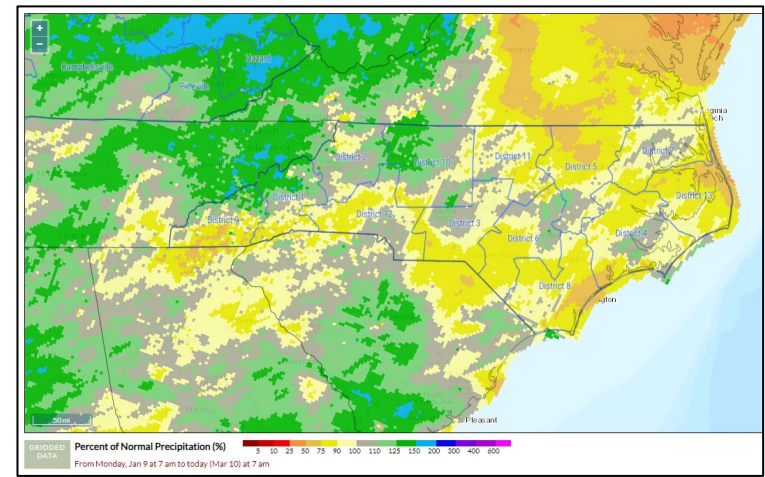 +
−
Campbellsville
Hazard
Pikeville
District 2
District 10
District 11
District 5
District 7
District 1
District 13
District 9
District 12
District 3
District 6
District 4
District 8
50 mi
Pleasant
GRIDDED
DATA
Percent of Normal Precipitation (%)
5 10 25 50 75 90 100 110 125 150 200 300 400 600
From Monday, Jan 9 at 7 am to today (Mar 10) at 7 am